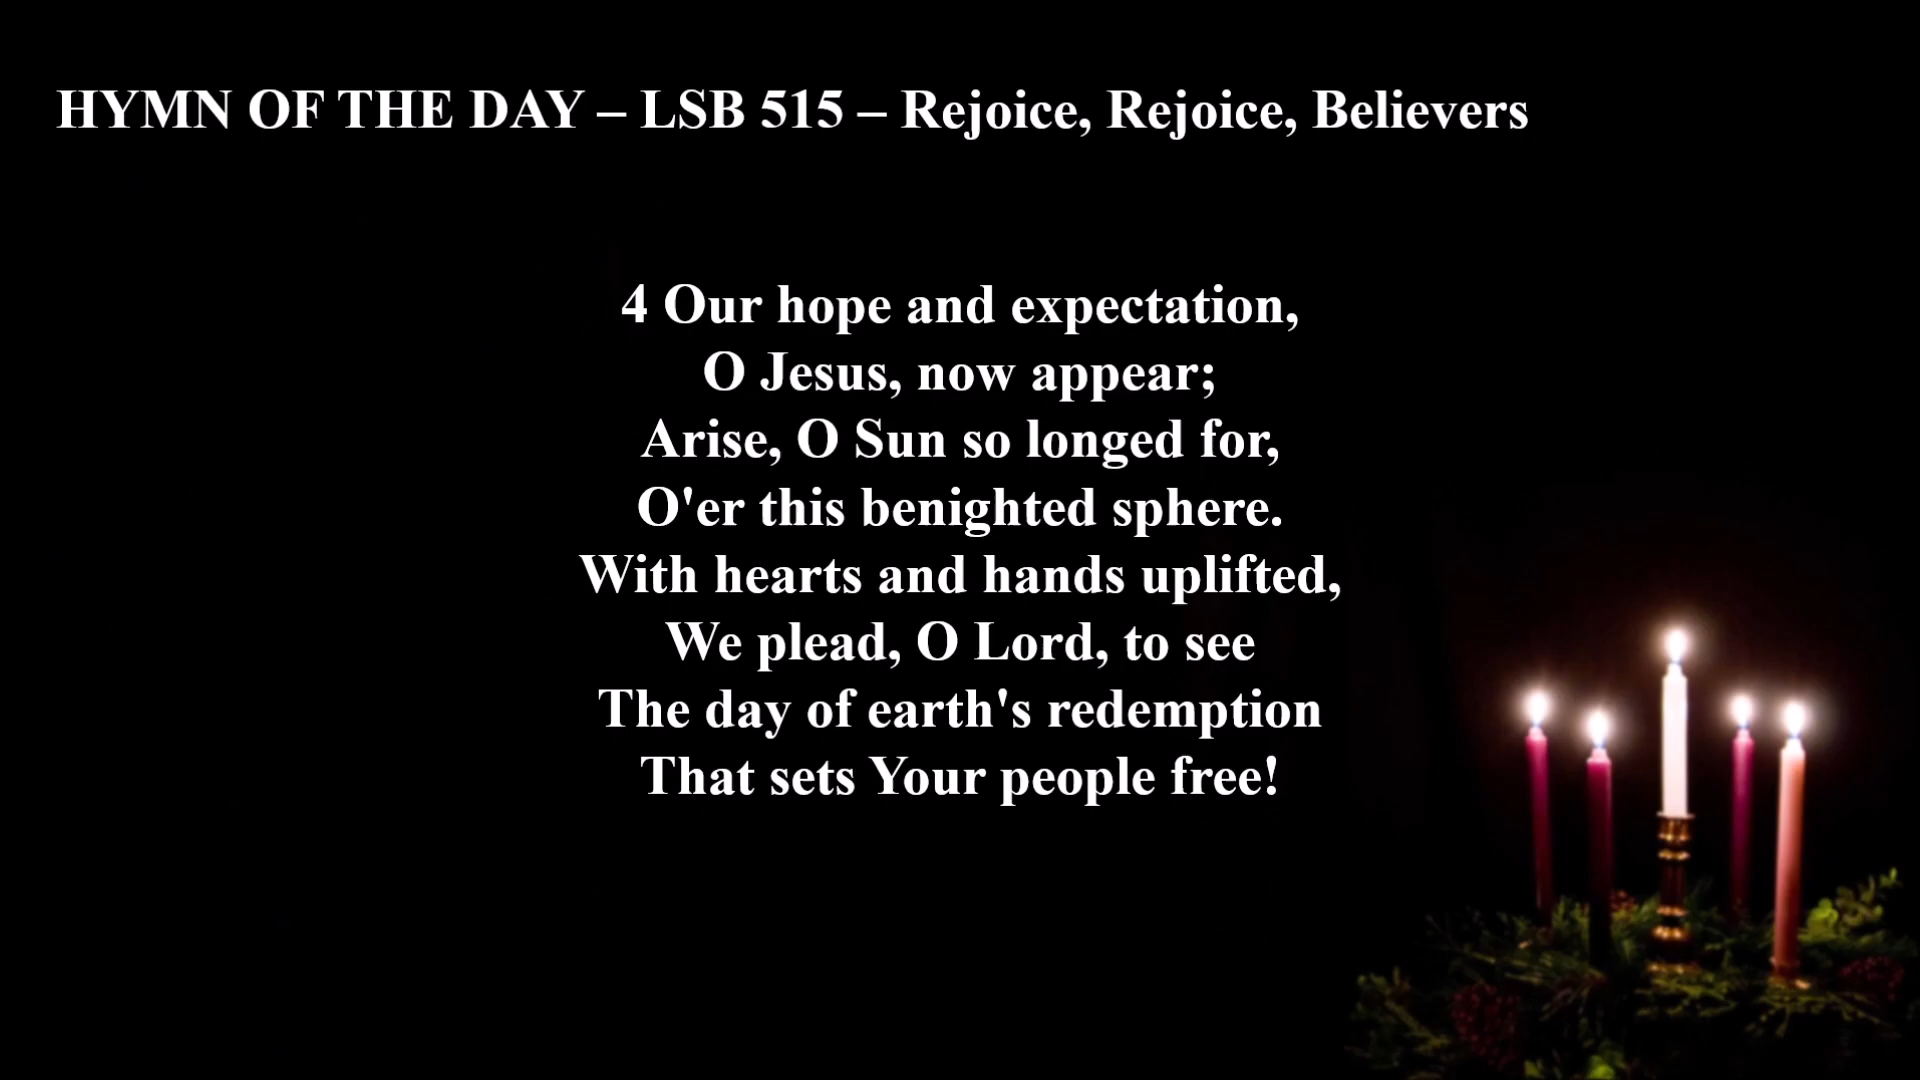 HYMN OF THE DAY – LSB 515 – Rejoice, Rejoice, Believers
4 Our hope and expectation,
O Jesus, now appear;
Arise, O Sun so longed for,
O'er this benighted sphere.
With hearts and hands uplifted,
We plead, O Lord, to see
The day of earth's redemption
That sets Your people free!